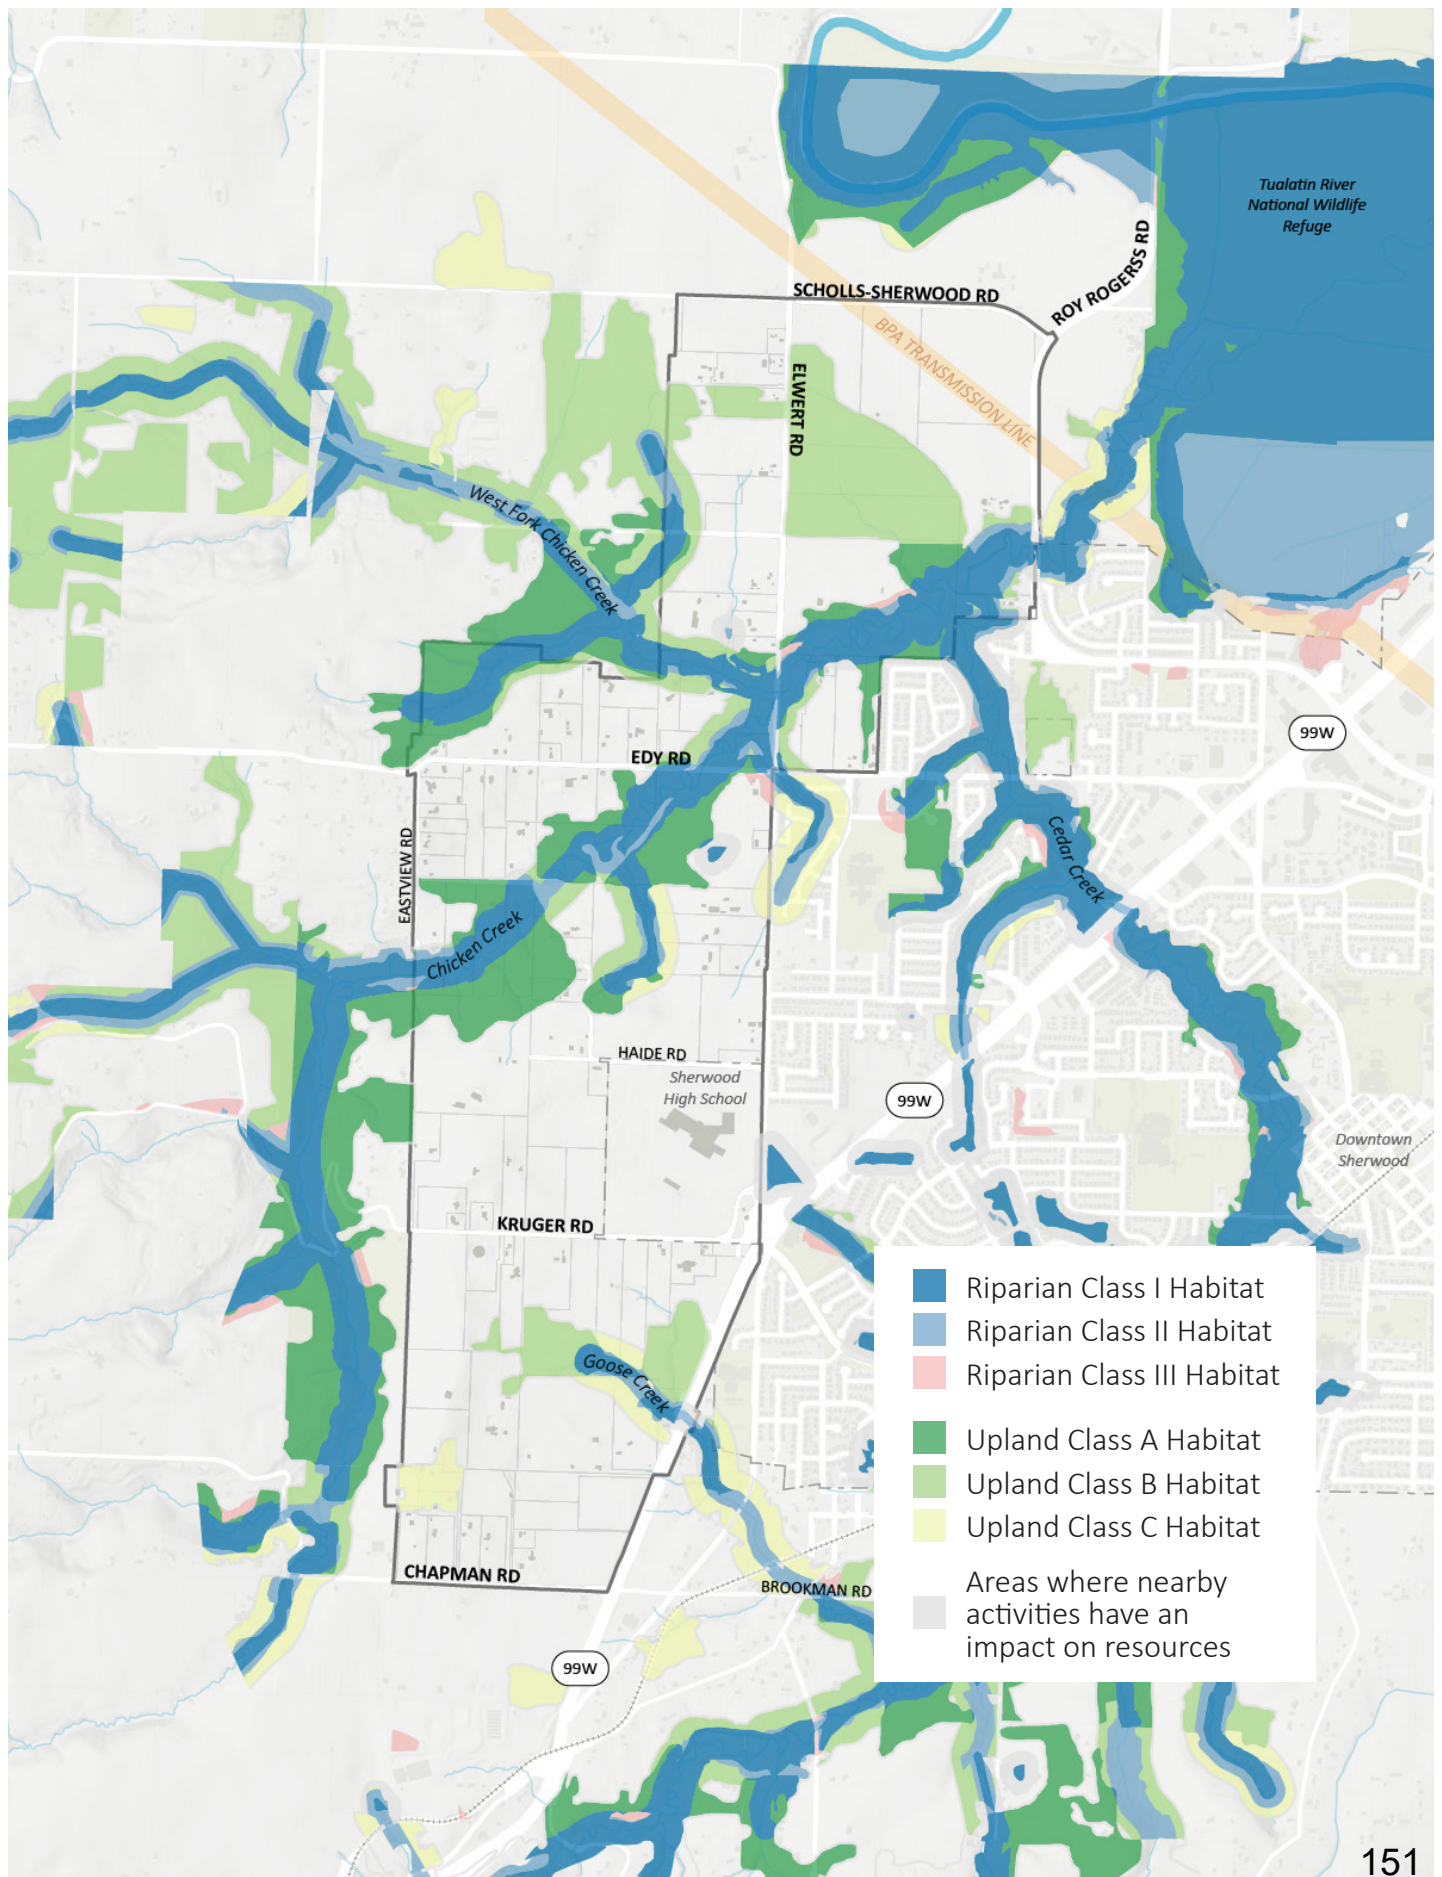 Tualatin River
National Wildlife
Refuge
SCHOLLS-SHERWOOD RD
ROY ROGERSS RD
BPA TRANSMISSION LINE
ELWERT RD
West Fork Chicken Creek
99W
EDY RD
Cedar Creek
EASTVIEW RD
Chicken Creek
HAIDE RD
Sherwood
High School
99W
Downtown
Sherwood
KRUGER RD
Goose Creek
CHAPMAN RD
BROOKMAN RD
99W
Riparian Class I Habitat
Riparian Class II Habitat
Riparian Class III Habitat
Upland Class A Habitat
Upland Class B Habitat
Upland Class C Habitat
Areas where nearby
activities have an
impact on resources
151